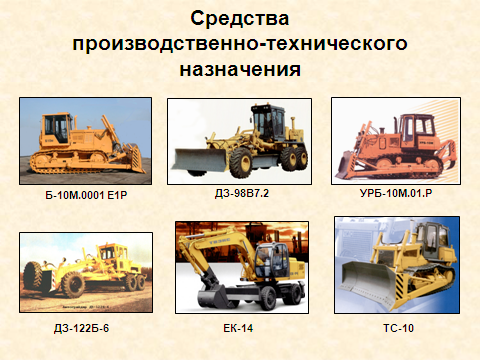 Средства
производственно-технического
назначения
Б-10М.0001 Е1Р
ДЗ-98В7.2
УРБ-10М.01.Р
ДЗ-122Б-6
ЕК-14
ТС-10